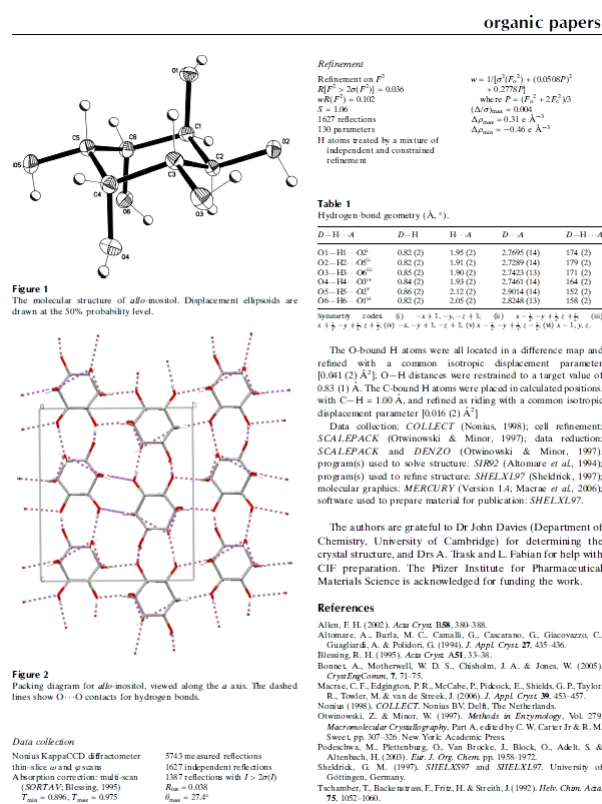 organic papers
O1
C1
C5
C6
O5
C2
O2
C3
C4
O6
O3
O4
Figure 1
The molecular structure of allo-inositol. Displacement ellipsoids are
drawn at the 50% probability level.
Figure 2
Packing diagram for allo-inositol, viewed along the a axis. The dashed
lines show O···O contacts for hydrogen bonds.
Data collection
Nonius KappaCCD diffractometer
thin-slice ω and φ scans
Absorption correction: multi-scan
(SORTAV; Blessing, 1995)
Tmin = 0.896, Tmax = 0.975
5743 measured reflections
1627 independent reflections
1387 reflections with I > 2σ(I)
Rint = 0.038
θmax = 27.4°
Refinement
Refinement on F²
R[F² > 2σ(F²)] = 0.036
wR(F²) = 0.102
S = 1.06
1627 reflections
130 parameters
H atoms treated by a mixture of
independent and constrained
refinement
w = 1/[σ²(Fo²) + (0.0508P)²
+ 0.2778P]
where P = (Fo² + 2Fc²)/3
(Δ/σ)max = 0.004
Δρmax = 0.31 e Å⁻³
Δρmin = −0.46 e Å⁻³
Table 1
Hydrogen-bond geometry (Å, °).
D—H···A D—H H···A D···A D—H···A
O1—H1···O2ⁱ 0.82 (2) 1.95 (2) 2.7695 (14) 174 (2)
O2—H2···O5ⁱⁱ 0.82 (2) 1.91 (2) 2.7289 (14) 179 (2)
O3—H3···O6ⁱⁱⁱ 0.85 (2) 1.90 (2) 2.7423 (13) 171 (2)
O4—H4···O3ⁱᵛ 0.84 (2) 1.93 (2) 2.7461 (14) 164 (2)
O5—H5···O2ᵛ 0.86 (2) 2.12 (2) 2.9014 (14) 152 (2)
O6—H6···O1ᵛⁱ 0.82 (2) 2.05 (2) 2.8248 (13) 158 (2)
Symmetry codes: (i) −x + 1, −y, −z + 1; (ii) (iii)
(iv) −x, −y + 1, −z + 1; (v) (vi) x − 1, y, z.
The O-bound H atoms were all located in a difference map and
refined with a common isotropic displacement parameter
[0.041 (2) Å²]; O—H distances were restrained to a target value of
0.83 (1) Å. The C-bound H atoms were placed in calculated positions
with C—H = 1.00 Å, and refined as riding with a common isotropic
displacement parameter [0.016 (2) Å²]
Data collection: COLLECT (Nonius, 1998); cell refinement:
SCALEPACK (Otwinowski & Minor, 1997); data reduction:
SCALEPACK and DENZO (Otwinowski & Minor, 1997)
program(s) used to solve structure: SIR92 (Altomare et al., 1994);
program(s) used to refine structure: SHELXL97 (Sheldrick, 1997);
molecular graphics: MERCURY (Version 1.4; Macrae et al., 2006);
software used to prepare material for publication: SHELXL97.
The authors are grateful to Dr John Davies (Department of
Chemistry, University of Cambridge) for determining the
crystal structure, and Drs A. Trask and L. Fabian for help with
CIF preparation. The Pfizer Institute for Pharmaceutical
Materials Science is acknowledged for funding the work.
References
Allen, F. H. (2002). Acta Cryst. B58, 380–388.
Altomare, A., Burla, M. C., Camalli, G., Cascarano, G., Giacovazzo, C.
Guagliardi, A. & Polidori, G. (1994). J. Appl. Cryst. 27, 435–436.
Blessing, R. H. (1995). Acta Cryst. A51, 33–38.
Bonnet, A., Motherwell, W. D. S., Chisholm, J. A. & Jones, W. (2005).
CrystEngComm, 7, 71–75.
Macrae, C. F., Edgington, P. R., McCabe, P., Pidcock, E., Shields, G. P., Taylor
R., Towler, M. & van de Streek, J. (2006). J. Appl. Cryst. 39, 453–457.
Nonius (1998). COLLECT. Nonius BV, Delft, The Netherlands.
Otwinowski, Z. & Minor, W. (1997). Methods in Enzymology, Vol. 279
Macromolecular Crystallography, Part A, edited by C. W. Carter Jr & R. M.
Sweet, pp. 307–326. New York: Academic Press.
Podeschwa, M., Plettenburg, O., Van Brocke, J., Block, O., Adelt, S. &
Altenbach, H. (2003). Eur. J. Org. Chem. pp. 1958–1972.
Sheldrick, G. M. (1997). SHELXS97 and SHELXL97. University of
Göttingen, Germany.
Tschamber, T., Backenstrass, F., Fritz, H. & Streith, J. (1992). Helv. Chim. Acta
75, 1052–1060.